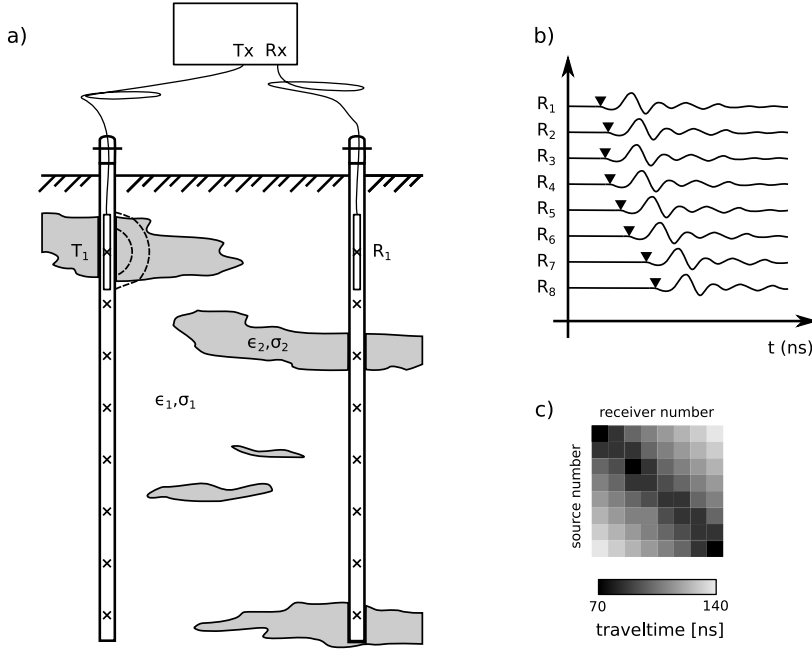 a)
Tx Rx
T1
R1
ϵ2,σ2
ϵ1,σ1
b)
R1
R2
R3
R4
R5
R6
R7
R8
t (ns)
c)
receiver number
source number
70 140
traveltime [ns]